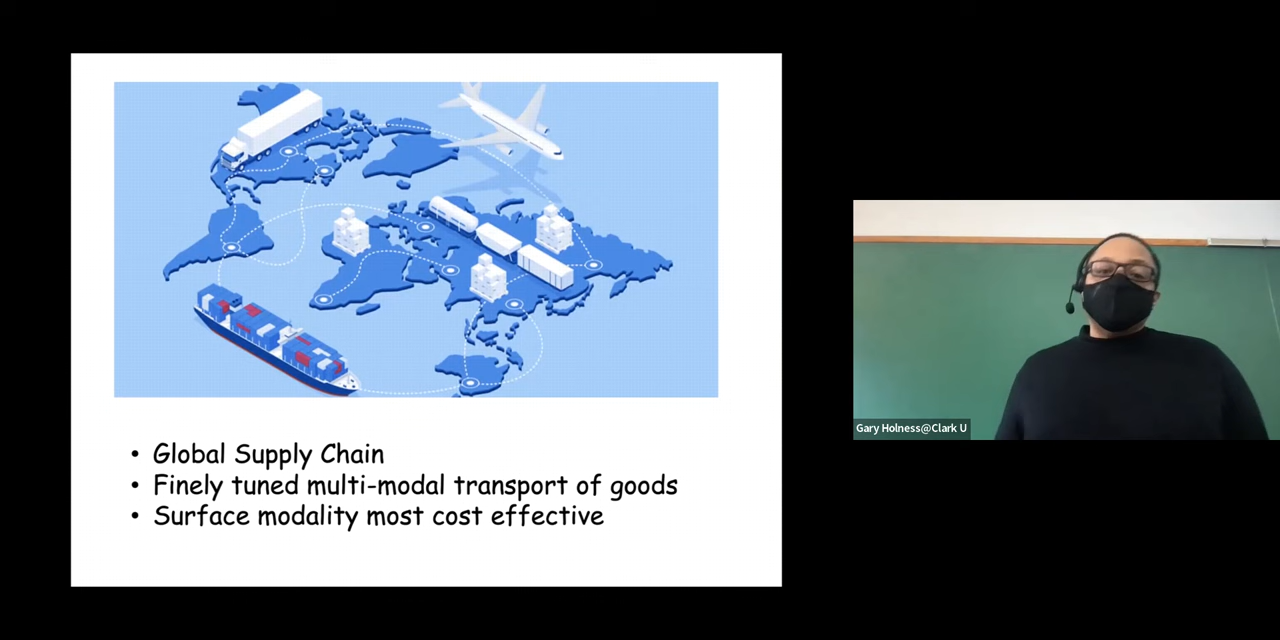 • Global Supply Chain
• Finely tuned multi-modal transport of goods
• Surface modality most cost effective
Gary Holness@Clark U